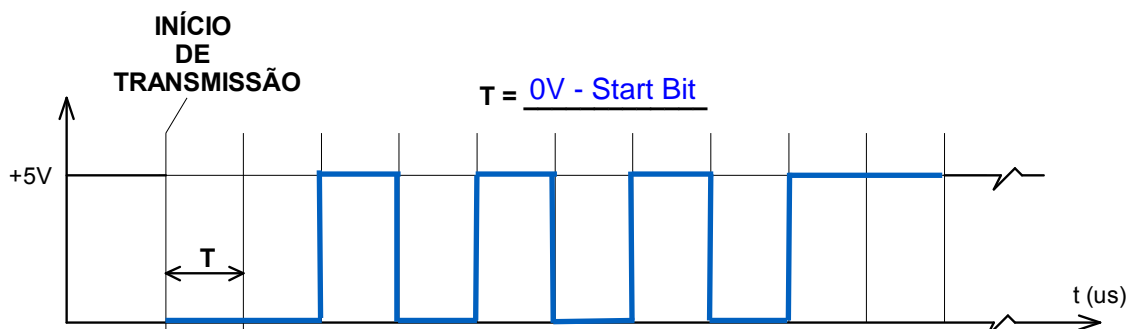 INÍCIO
DE
TRANSMISSÃO
T = 0V - Start Bit
+5V
T
t (us)